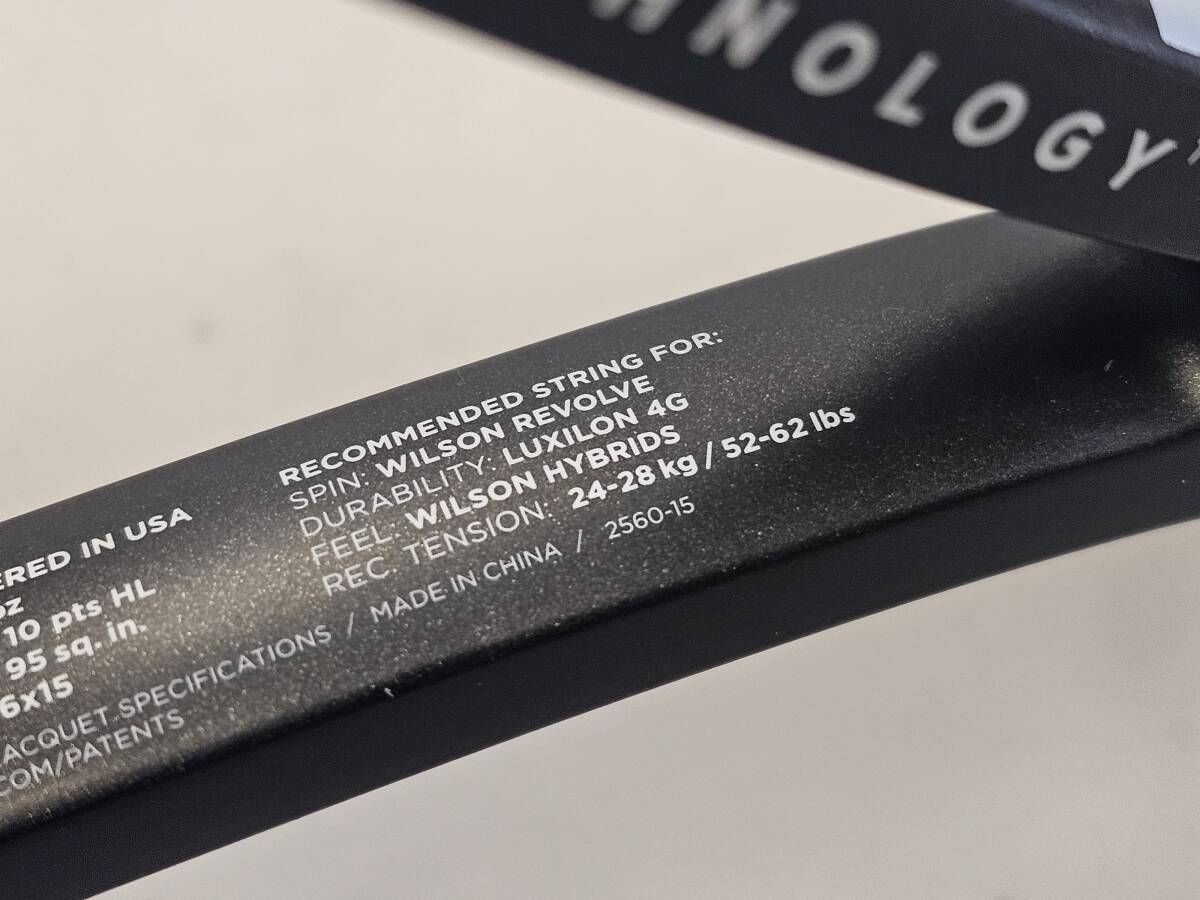 HNOLOGY
RECOMMENDED STRING FOR:
SPIN: WILSON REVOLVE
DURABILITY: LUXILON 4G
FEEL: WILSON HYBRIDS
REC. TENSION: 24-28 kg / 52-62 lbs
ERED IN USA
oz
10 pts HL
95 sq. in.
6x15
ACQUET SPECIFICATIONS / MADE IN CHINA / 2560-15
COM/PATENTS